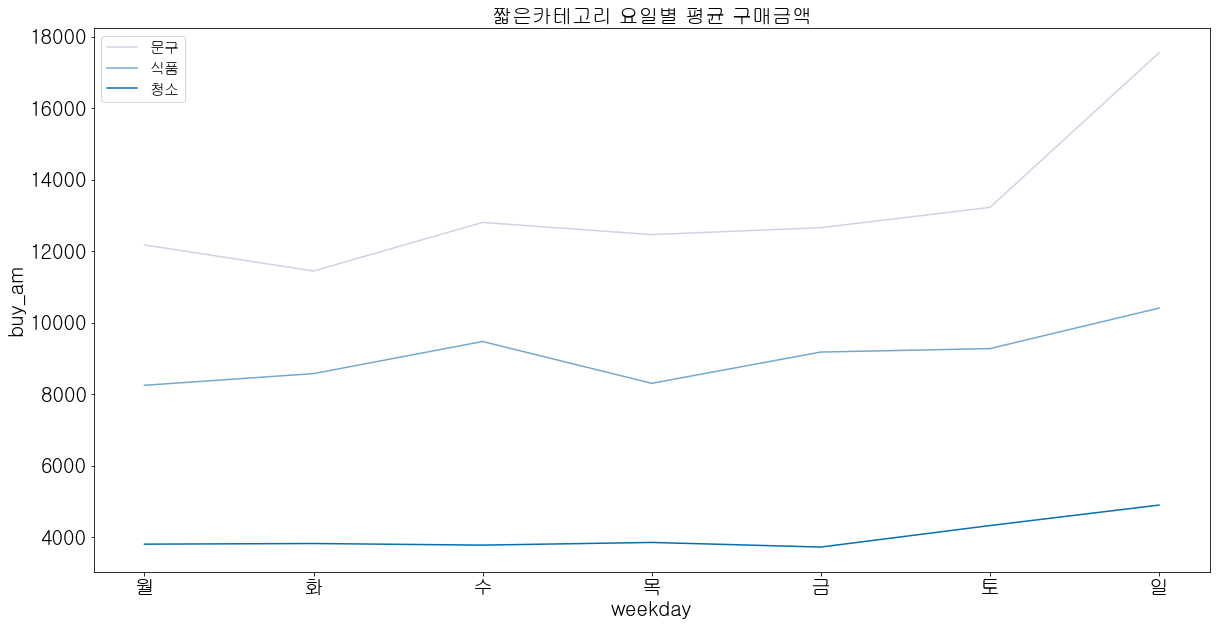 짧은카테고리 요일별 평균 구매금액
18000
16000
14000
12000
10000
8000
6000
4000
buy_am
문구
식품
청소
월 화 수 목 금 토 일
weekday